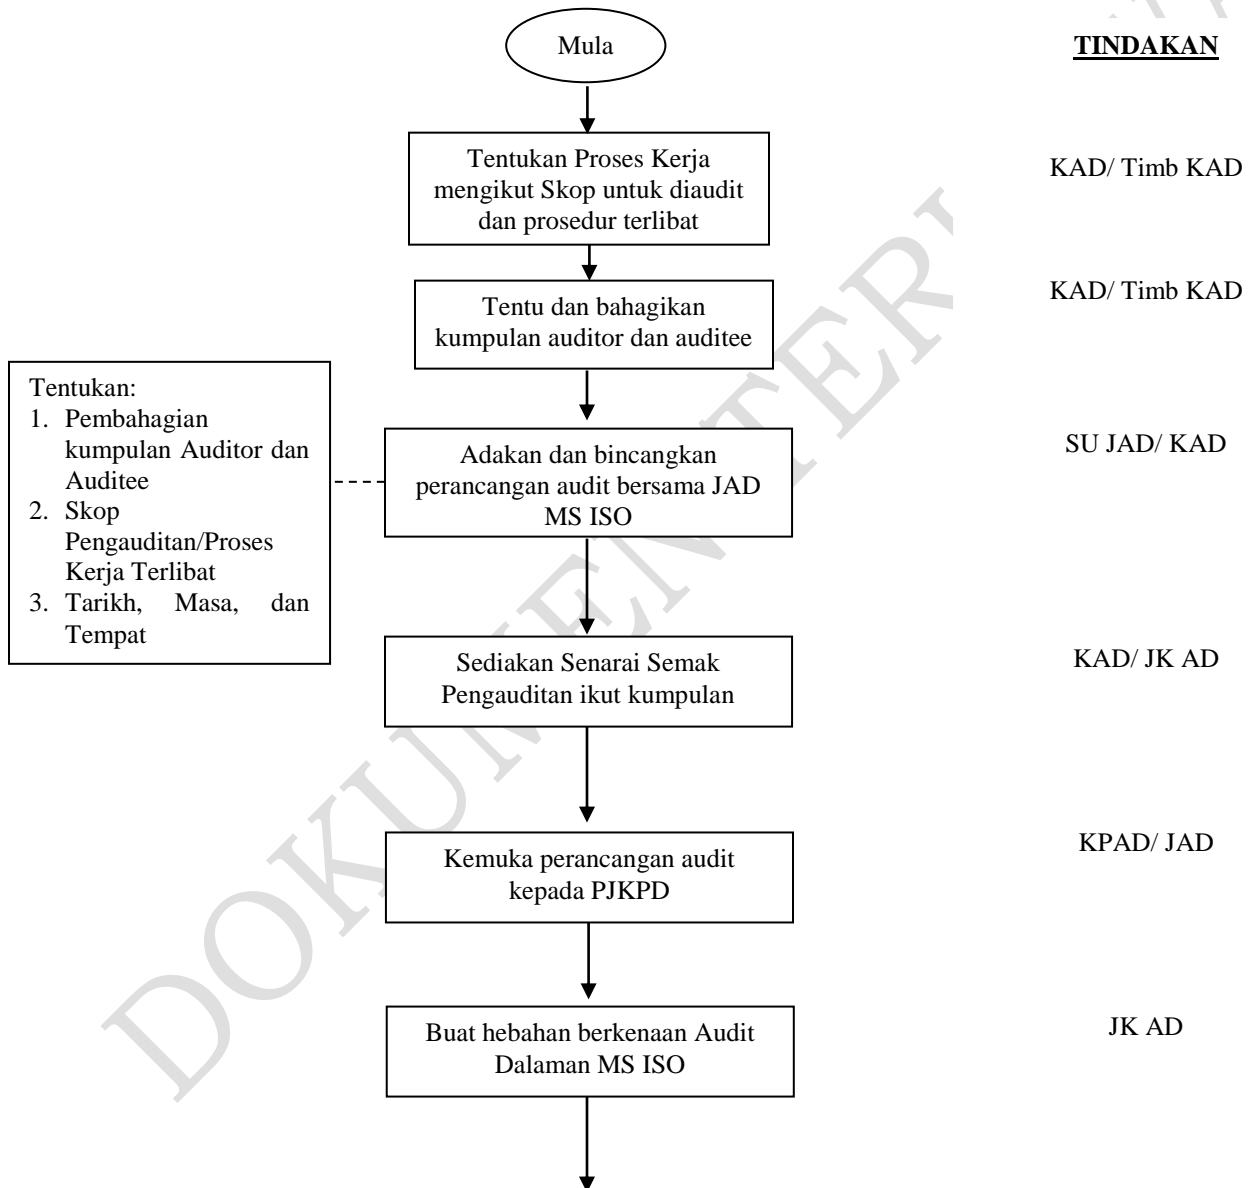 Mula
TINDAKAN
Tentukan Proses Kerja
mengikut Skop untuk diaudit
dan prosedur terlibat
KAD/ Timb KAD
Tentu dan bahagikan
kumpulan auditor dan auditee
KAD/ Timb KAD
Tentukan:
1. Pembahagian
kumpulan Auditor dan
Auditee
2. Skop
Pengauditan/Proses
Kerja Terlibat
3. Tarikh, Masa, dan
Tempat
Adakan dan bincangkan
perancangan audit bersama JAD
MS ISO
SU JAD/ KAD
Sediakan Senarai Semak
Pengauditan ikut kumpulan
KAD/ JK AD
Kemuka perancangan audit
kepada PJKPD
KPAD/ JAD
Buat hebahan berkenaan Audit
Dalaman MS ISO
JK AD